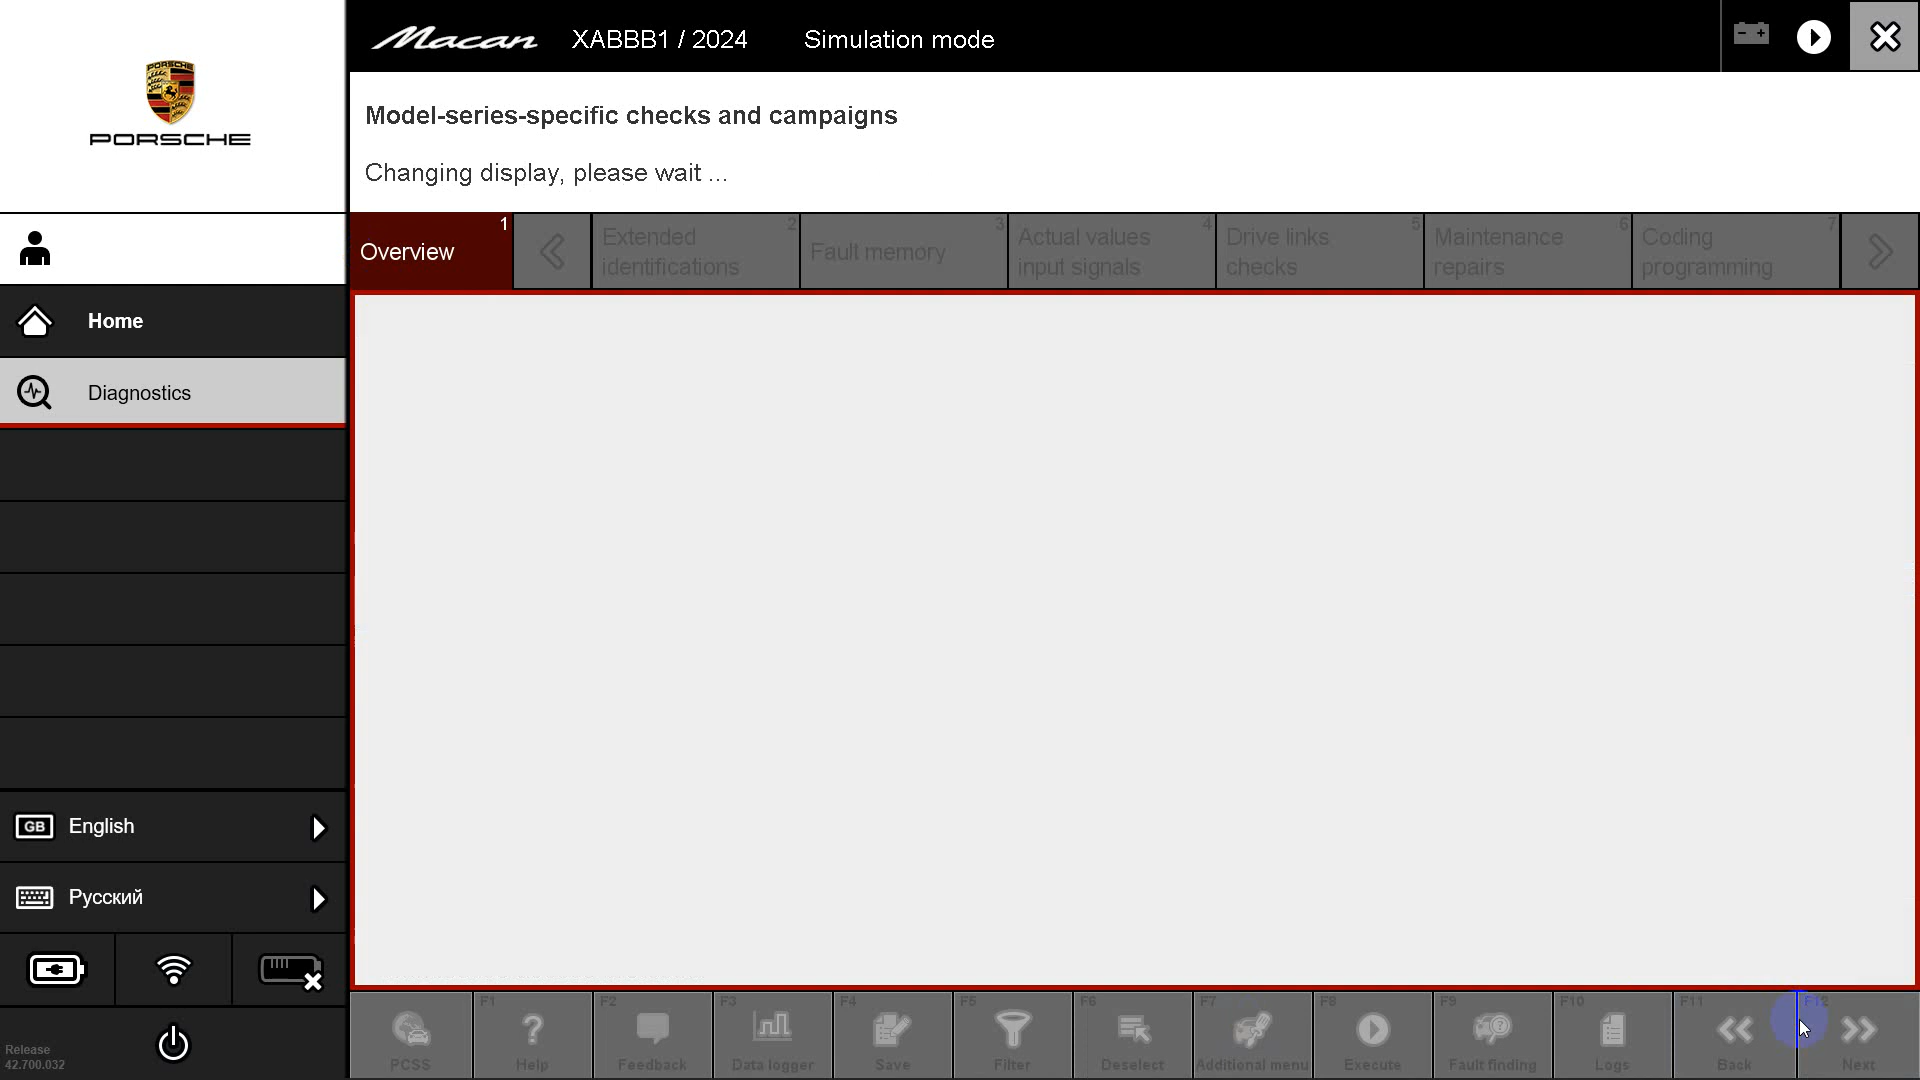 PORSCHE
PORSCHE
Macan XABBB1 / 2024 Simulation mode
Model-series-specific checks and campaigns
Changing display, please wait ...
1
Overview
2
Extended
identifications
3
Fault memory
4
Actual values
input signals
5
Drive links
checks
6
Maintenance
repairs
7
Coding
programming
Home
Diagnostics
GB English
Русский
Release
42.700.032
PCSS
F1
Help
F2
Feedback
F3
Data logger
F4
Save
F5
Filter
F6
Deselect
F7
Additional menu
F8
Execute
F9
Fault finding
F10
Logs
F11
Back
F12
Next